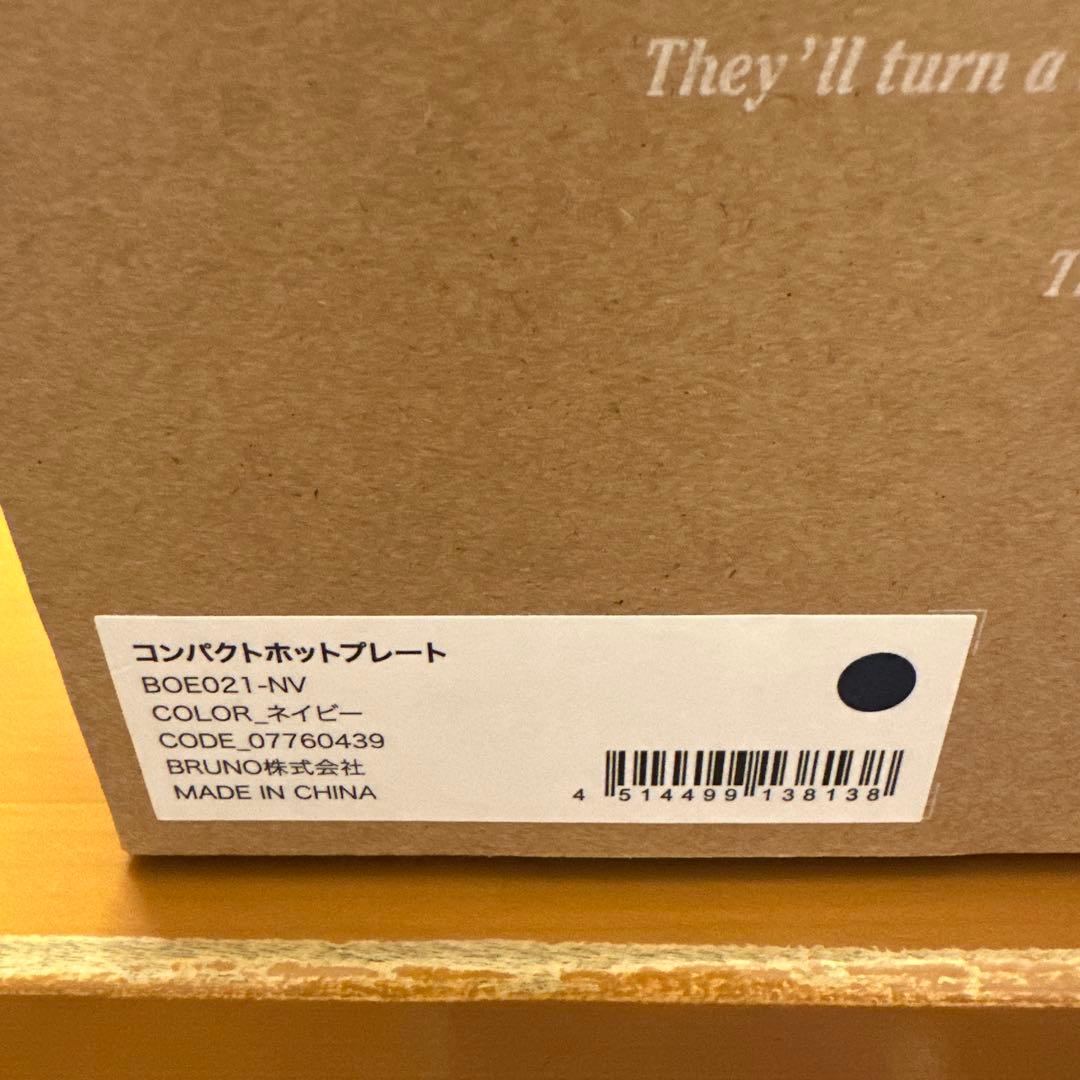 They'll turn a
コンパクトホットプレート
BOE021-NV
COLOR_ネイビー
CODE_07760439
BRUNO株式会社
MADE IN CHINA
4 514499 138138